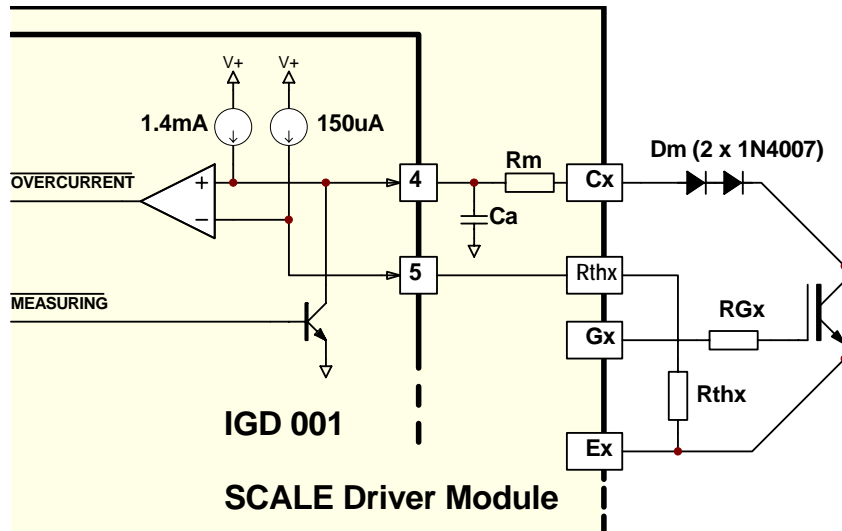 V+ V+
1.4mA 150uA
OVERCURRENT
+
−
MEASURING
4
5
Rm
Ca
Cx
Rthx
Gx
Ex
Dm (2 x 1N4007)
RGx
Rthx
IGD 001
SCALE Driver Module